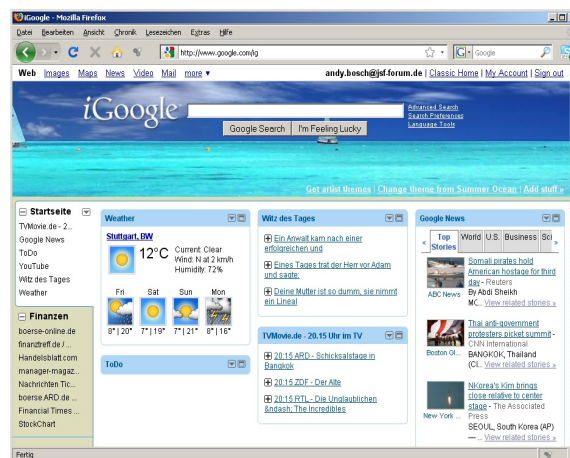 iGoogle - Mozilla Firefox
Datei Bearbeiten Ansicht Chronik Lesezeichen Extras Hilfe
http://www.google.com/ig
G Google
Web Images Maps News Video Mail more ▼
andy.bosch@jsf-forum.de | Classic Home | My Account | Sign out
iGoogle
Google Search I'm Feeling Lucky
Advanced Search
Search Preferences
Language Tools
Get artist themes | Change theme from Summer Ocean | Add stuff »
Startseite
TVMovie.de - 2...
Google News
ToDo
YouTube
Witz des Tages
Weather
Finanzen
boerse-online.de
finanztreff.de / ...
Handelsblatt.com
manager-magaz...
Nachrichten Tic...
boerse.ARD.de ...
Financial Times ...
StockChart
Weather
Stuttgart, BW
12°C
Current: Clear
Wind: N at 2 km/h
Humidity: 72%
Fri Sat Sun Mon
8°|20° 7°|19° 7°|21° 8°|16°
ToDo
Witz des Tages
Ein Anwalt kam nach einer
erfolgreichen und
Eines Tages trat der Herr vor Adam
und sagte:
Deine Mutter ist so dumm, sie nimmt
ein Lineal
TVMovie.de - 20.15 Uhr im TV
20:15 ARD - Schicksalstage in
Bangkok
20:15 ZDF - Der Alte
20:15 RTL - Die Unglaublichen
&ndash; The Incredibles
Google News
« Top Stories World U.S. Business Sci »
Somali pirates hold
American hostage for third
day - Reuters
ABC News
By Abdi Sheikh
MC... View related stories »
Thai anti-government
protesters picket summit -
CNN International
Boston Gl...
BANGKOK, Thailand
(CI... View related stories »
NKorea's Kim brings
close relative to center
stage - The Associated
Press
New York ...
SEOUL, South Korea (AP)
— ... View related stories »
Fertig